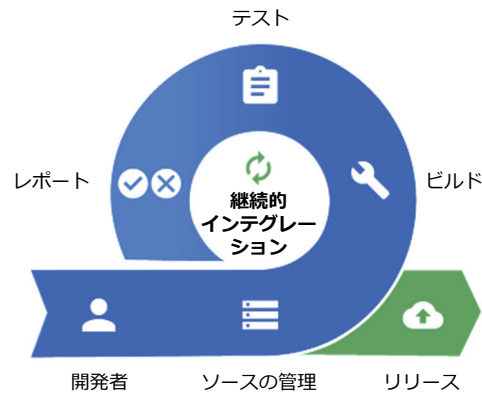 テスト
レポート
ビルド
継続的
インテグレー
ション
開発者
ソースの管理
リリース